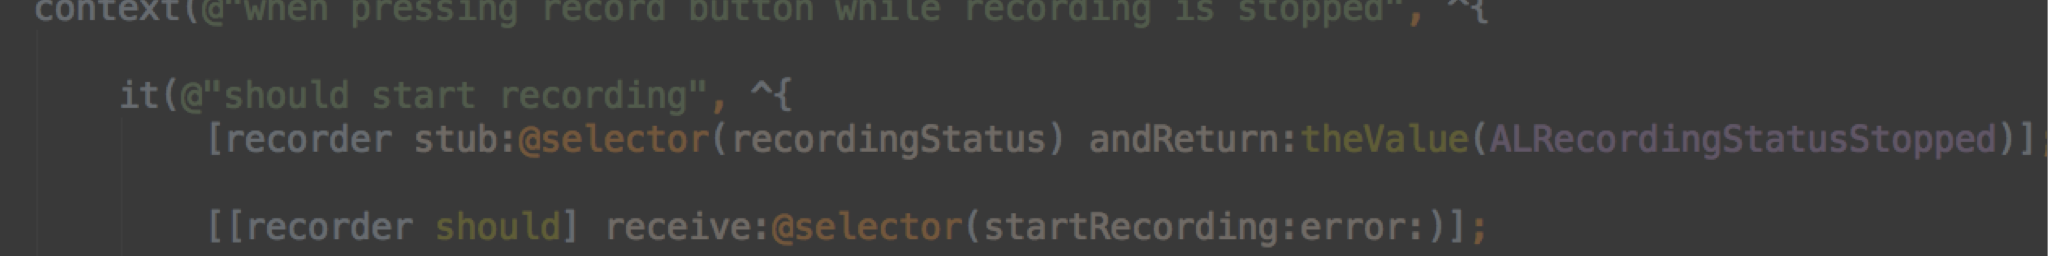 context(@"when pressing record button while recording is stopped", ^{
it(@"should start recording", ^{
[recorder stub:@selector(recordingStatus) andReturn:theValue(ALRecordingStatusStopped)];
[[recorder should] receive:@selector(startRecording:error:)];